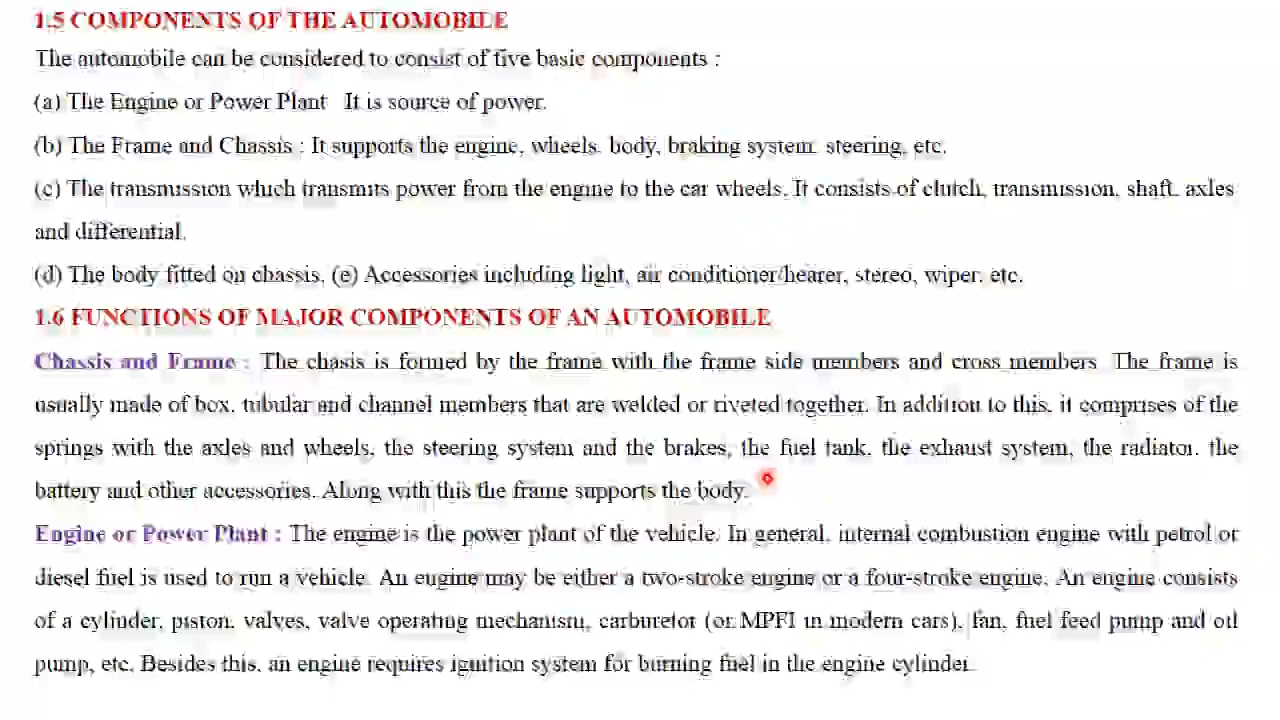 1.5 COMPONENTS OF THE AUTOMOBILE
The automobile can be considered to consist of five basic components :
(a) The Engine or Power Plant It is source of power.
(b) The Frame and Chassis : It supports the engine, wheels, body, braking system, steering, etc.
(c) The transmission which transmits power from the engine to the car wheels. It consists of clutch, transmission, shaft, axles
and differential.
(d) The body fitted on chassis. (e) Accessories including light, air conditioner/hearer, stereo, wiper, etc.
1.6 FUNCTIONS OF MAJOR COMPONENTS OF AN AUTOMOBILE
Chassis and Frame : The chasis is formed by the frame with the frame side members and cross members. The frame is
usually made of box, tubular and channel members that are welded or riveted together. In addition to this, it comprises of the
springs with the axles and wheels, the steering system and the brakes, the fuel tank, the exhaust system, the radiator, the
battery and other accessories. Along with this the frame supports the body.
Engine or Power Plant : The engine is the power plant of the vehicle. In general, internal combustion engine with petrol or
diesel fuel is used to run a vehicle. An engine may be either a two-stroke engine or a four-stroke engine. An engine consists
of a cylinder, piston, valves, valve operating mechanism, carburetor (or MPFI in modern cars), fan, fuel feed pump and oil
pump, etc. Besides this, an engine requires ignition system for burning fuel in the engine cylinder.